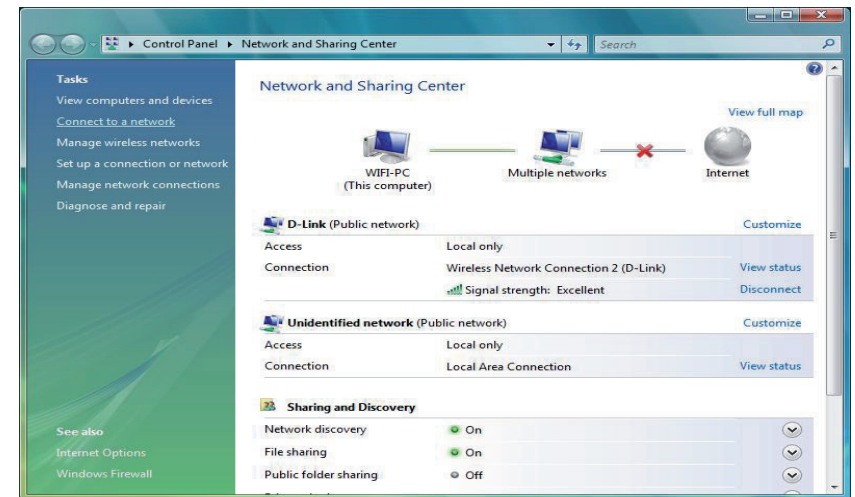 Control Panel Network and Sharing Center Search
Tasks
View computers and devices
Connect to a network
Manage wireless networks
Set up a connection or network
Manage network connections
Diagnose and repair
See also
Internet Options
Windows Firewall
Network and Sharing Center
View full map
WIFI-PC
(This computer)
Multiple networks
Internet
D-Link (Public network) Customize
Access Local only
Connection Wireless Network Connection 2 (D-Link) View status
Signal strength: Excellent Disconnect
Unidentified network (Public network) Customize
Access Local only
Connection Local Area Connection View status
Sharing and Discovery
Network discovery On
File sharing On
Public folder sharing Off